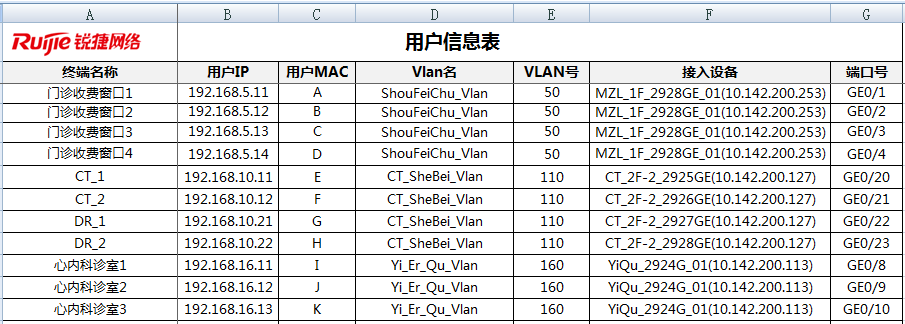 A B C D E F G
Ruijie 锐捷网络 用户信息表
终端名称 用户IP 用户MAC Vlan名 VLAN号 接入设备 端口号
门诊收费窗口1 192.168.5.11 A ShouFeiChu_Vlan 50 MZL_1F_2928GE_01(10.142.200.253) GE0/1
门诊收费窗口2 192.168.5.12 B ShouFeiChu_Vlan 50 MZL_1F_2928GE_01(10.142.200.253) GE0/2
门诊收费窗口3 192.168.5.13 C ShouFeiChu_Vlan 50 MZL_1F_2928GE_01(10.142.200.253) GE0/3
门诊收费窗口4 192.168.5.14 D ShouFeiChu_Vlan 50 MZL_1F_2928GE_01(10.142.200.253) GE0/4
CT_1 192.168.10.11 E CT_SheBei_Vlan 110 CT_2F-2_2925GE(10.142.200.127) GE0/20
CT_2 192.168.10.12 F CT_SheBei_Vlan 110 CT_2F-2_2926GE(10.142.200.127) GE0/21
DR_1 192.168.10.21 G CT_SheBei_Vlan 110 CT_2F-2_2927GE(10.142.200.127) GE0/22
DR_2 192.168.10.22 H CT_SheBei_Vlan 110 CT_2F-2_2928GE(10.142.200.127) GE0/23
心内科诊室1 192.168.16.11 I Yi_Er_Qu_Vlan 160 YiQu_2924G_01(10.142.200.113) GE0/8
心内科诊室2 192.168.16.12 J Yi_Er_Qu_Vlan 160 YiQu_2924G_01(10.142.200.113) GE0/9
心内科诊室3 192.168.16.13 K Yi_Er_Qu_Vlan 160 YiQu_2924G_01(10.142.200.113) GE0/10